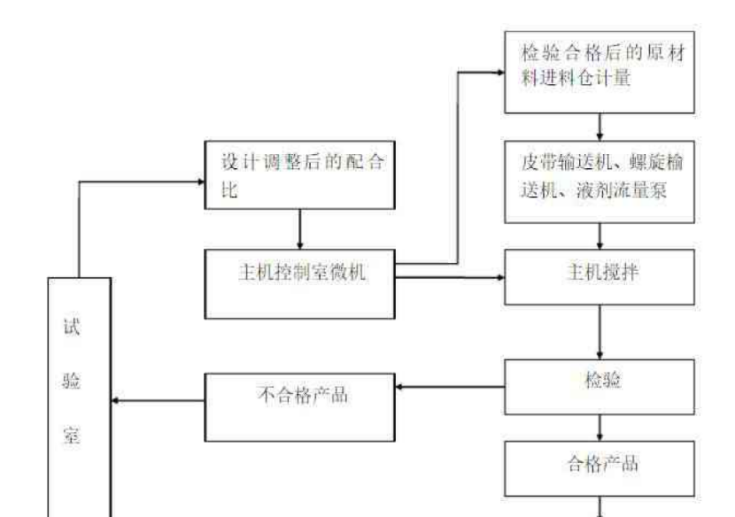 检验合格后的原材
料进料仓计量
设计调整后的配合
比
皮带输送机、螺旋输
送机、液剂流量泵
主机控制室微机
主机搅拌
试
验
室
不合格产品
检验
合格产品